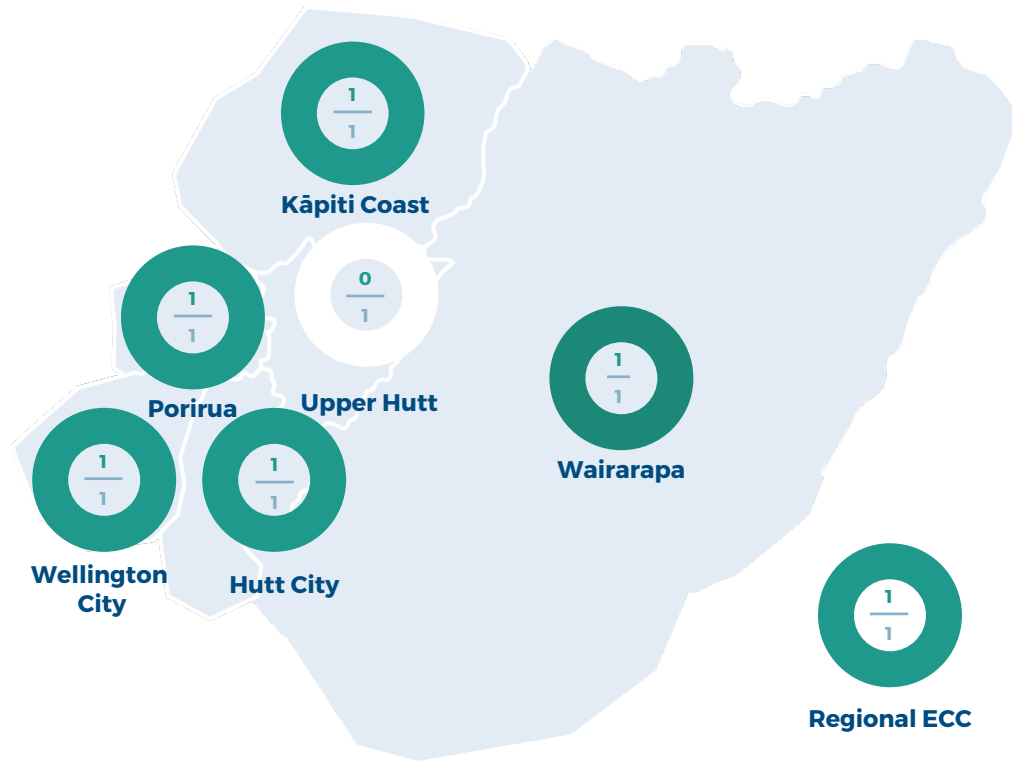 1
1
Kāpiti Coast
0
1
Upper Hutt
1
1
Porirua
1
1
Wairarapa
1
1
Wellington
City
1
1
Hutt City
1
1
Regional ECC